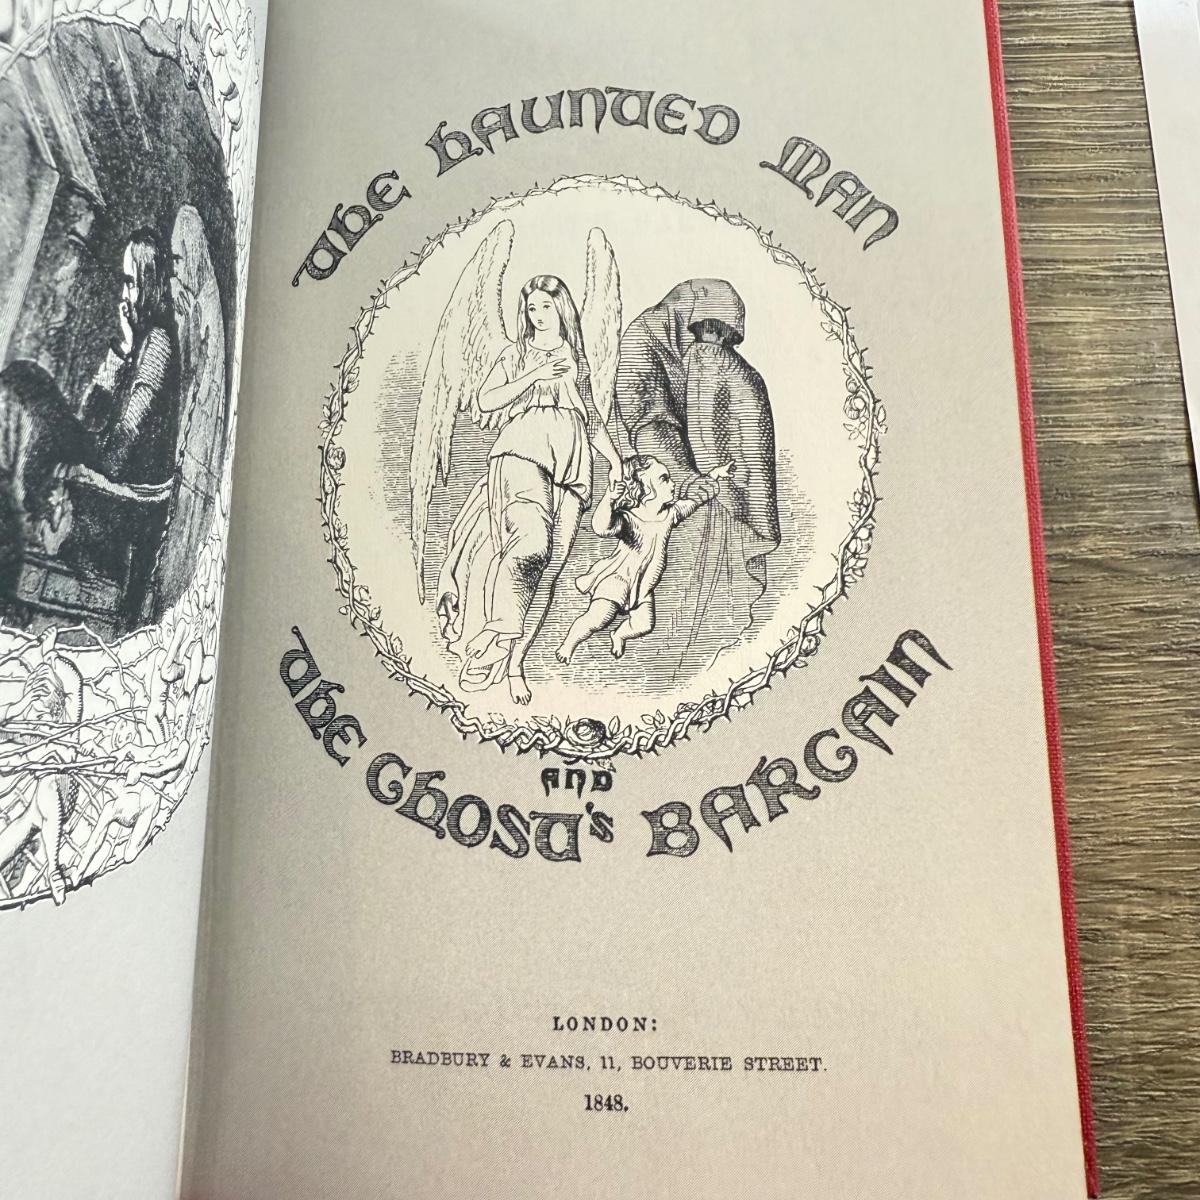 THE HAUNTED MAN
AND
THE GHOST'S BARGAIN
LONDON:
BRADBURY & EVANS, 11, BOUVERIE STREET.
1848.